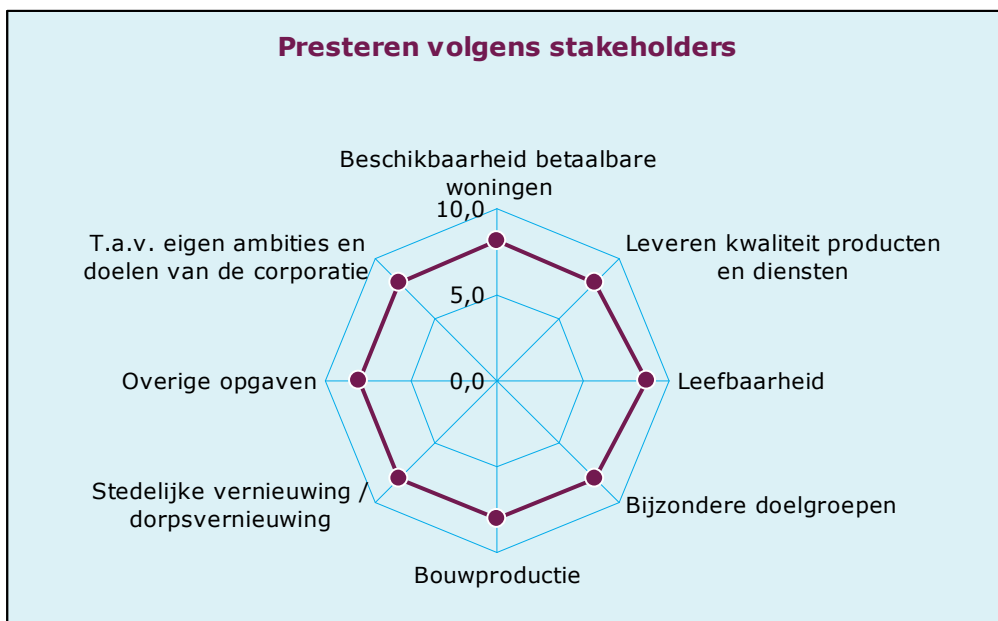 Presteren volgens stakeholders
Beschikbaarheid betaalbare
woningen
10,0
T.a.v. eigen ambities en
doelen van de corporatie
Leveren kwaliteit producten
en diensten
5,0
Overige opgaven
0,0
Leefbaarheid
Stedelijke vernieuwing /
dorpsvernieuwing
Bijzondere doelgroepen
Bouwproductie